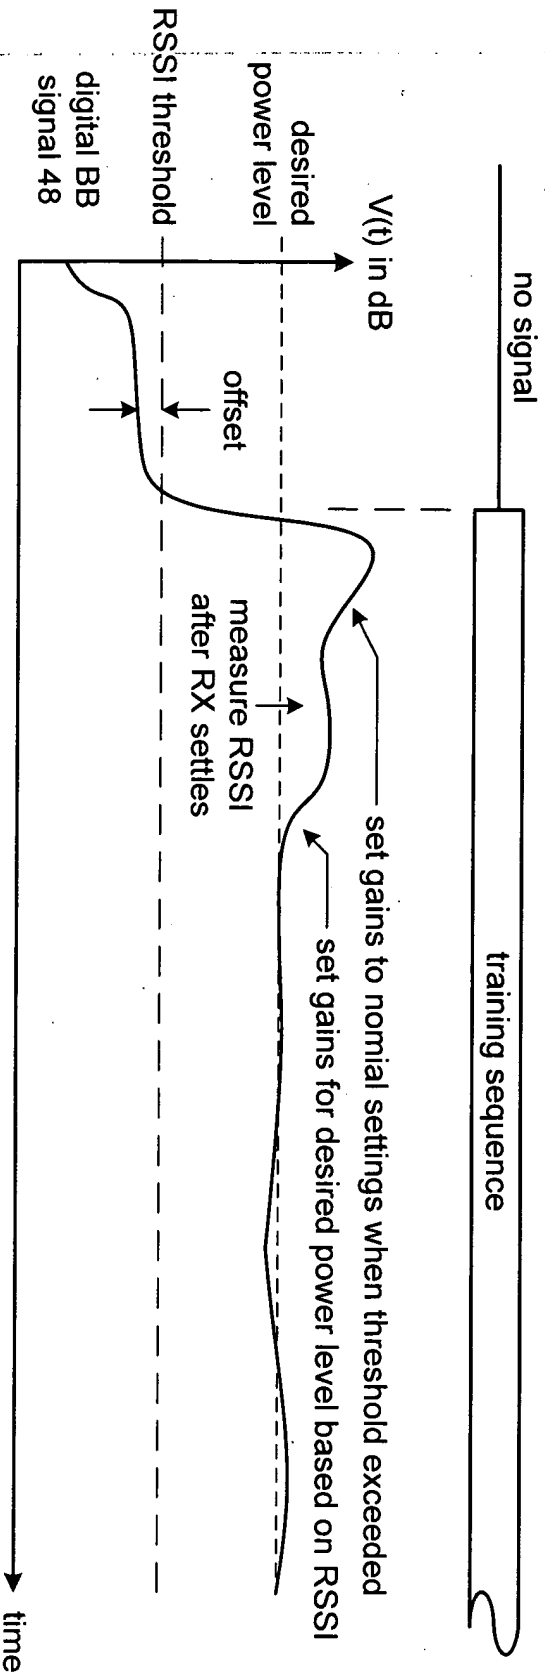 no signal
training sequence
V(t) in dB
set gains to nomial settings when threshold exceeded
set gains for desired power level based on RSSI
desired
power level
measure RSSI
after RX settles
offset
RSSI threshold
digital BB
signal 48
time